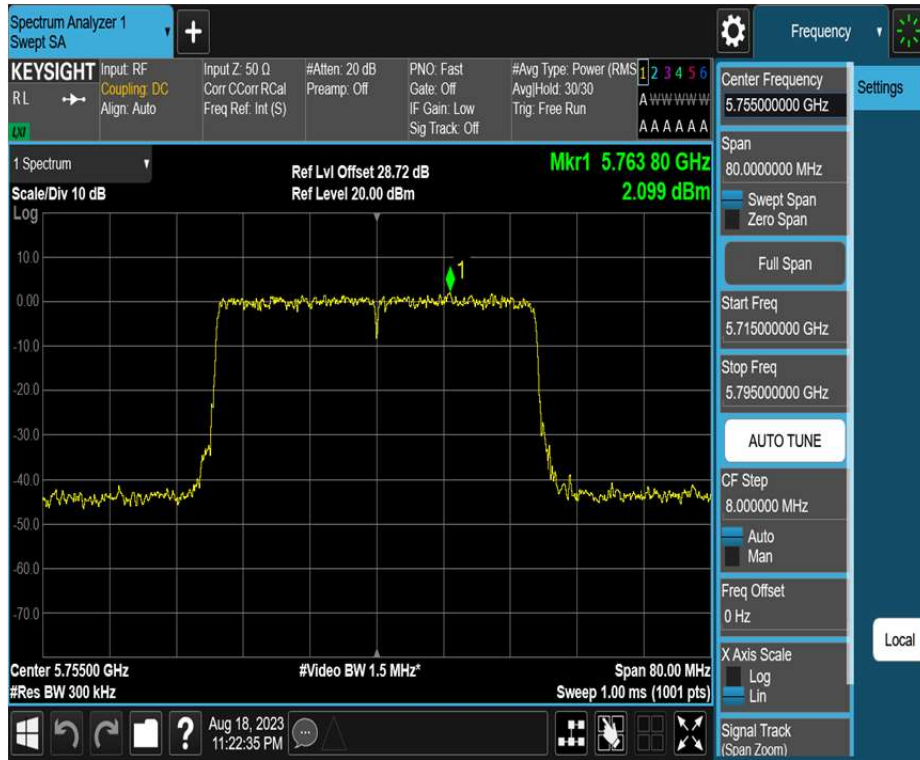 Spectrum Analyzer 1
Swept SA
+
Frequency
KEYSIGHT
R L
LXI
Input: RF
Coupling: DC
Align: Auto
Input Z: 50 Ω
Corr CCorr RCal
Freq Ref: Int (S)
#Atten: 20 dB
Preamp: Off
PNO: Fast
Gate: Off
IF Gain: Low
Sig Track: Off
#Avg Type: Power (RMS
Avg|Hold: 30/30
Trig: Free Run
1 2 3 4 5 6
A W W W W W
A A A A A A
1 Spectrum
Scale/Div 10 dB
Log
Ref Lvl Offset 28.72 dB
Ref Level 20.00 dBm
Mkr1 5.763 80 GHz
2.099 dBm
10.0
0.00
-10.0
-20.0
-30.0
-40.0
-50.0
-60.0
-70.0
1
Center 5.75500 GHz
#Res BW 300 kHz
#Video BW 1.5 MHz*
Span 80.00 MHz
Sweep 1.00 ms (1001 pts)
?
Aug 18, 2023
11:22:35 PM
Center Frequency
5.755000000 GHz
Span
80.0000000 MHz
Swept Span
Zero Span
Full Span
Start Freq
5.715000000 GHz
Stop Freq
5.795000000 GHz
AUTO TUNE
CF Step
8.000000 MHz
Auto
Man
Freq Offset
0 Hz
X Axis Scale
Log
Lin
Signal Track
(Span Zoom)
Settings
Local